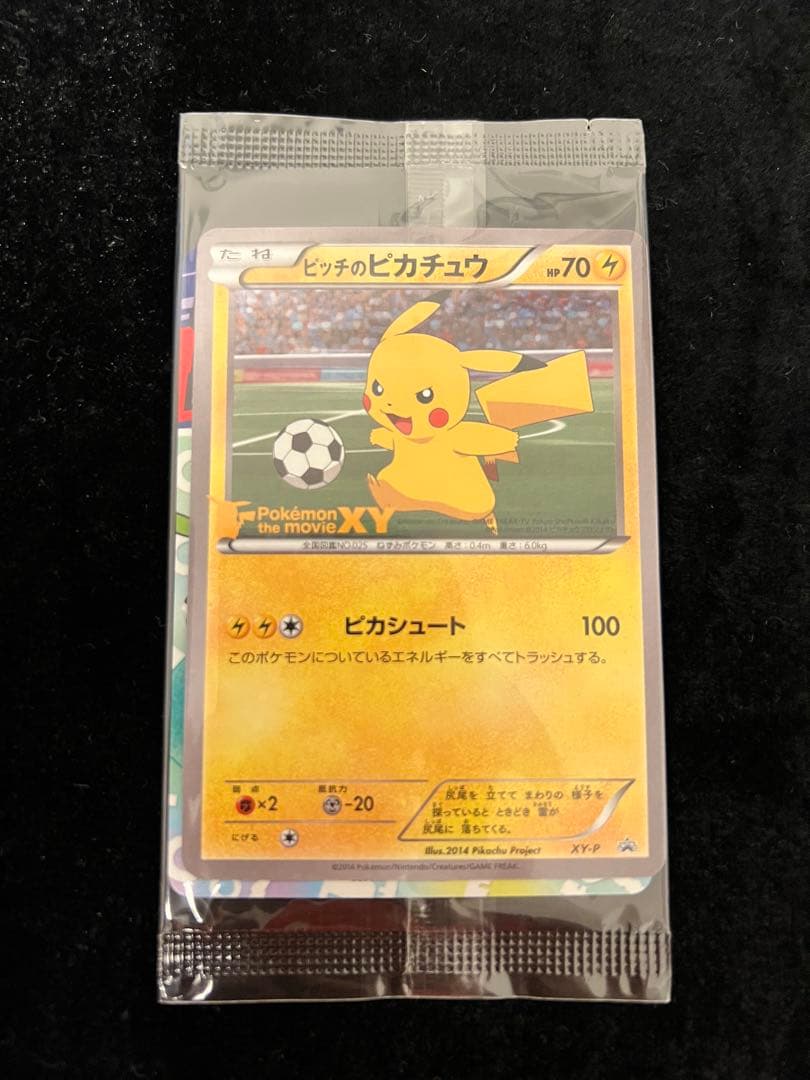 たね ピッチのピカチュウ HP70
Pokémon
the movie XY
全国図鑑NO.025 ねずみポケモン 高さ：0.4m 重さ：6.0kg
ピカシュート 100
このポケモンについているエネルギーをすべてトラッシュする。
弱点 ×2 抵抗力 -20
にげる
尻尾を 立てて まわりの 様子を
探っていると ときどき 雷が
尻尾に 落ちてくる。
Illus.2014 Pikachu Project XY-P
©2014 Pokémon/Nintendo/Creatures/GAME FREAK.